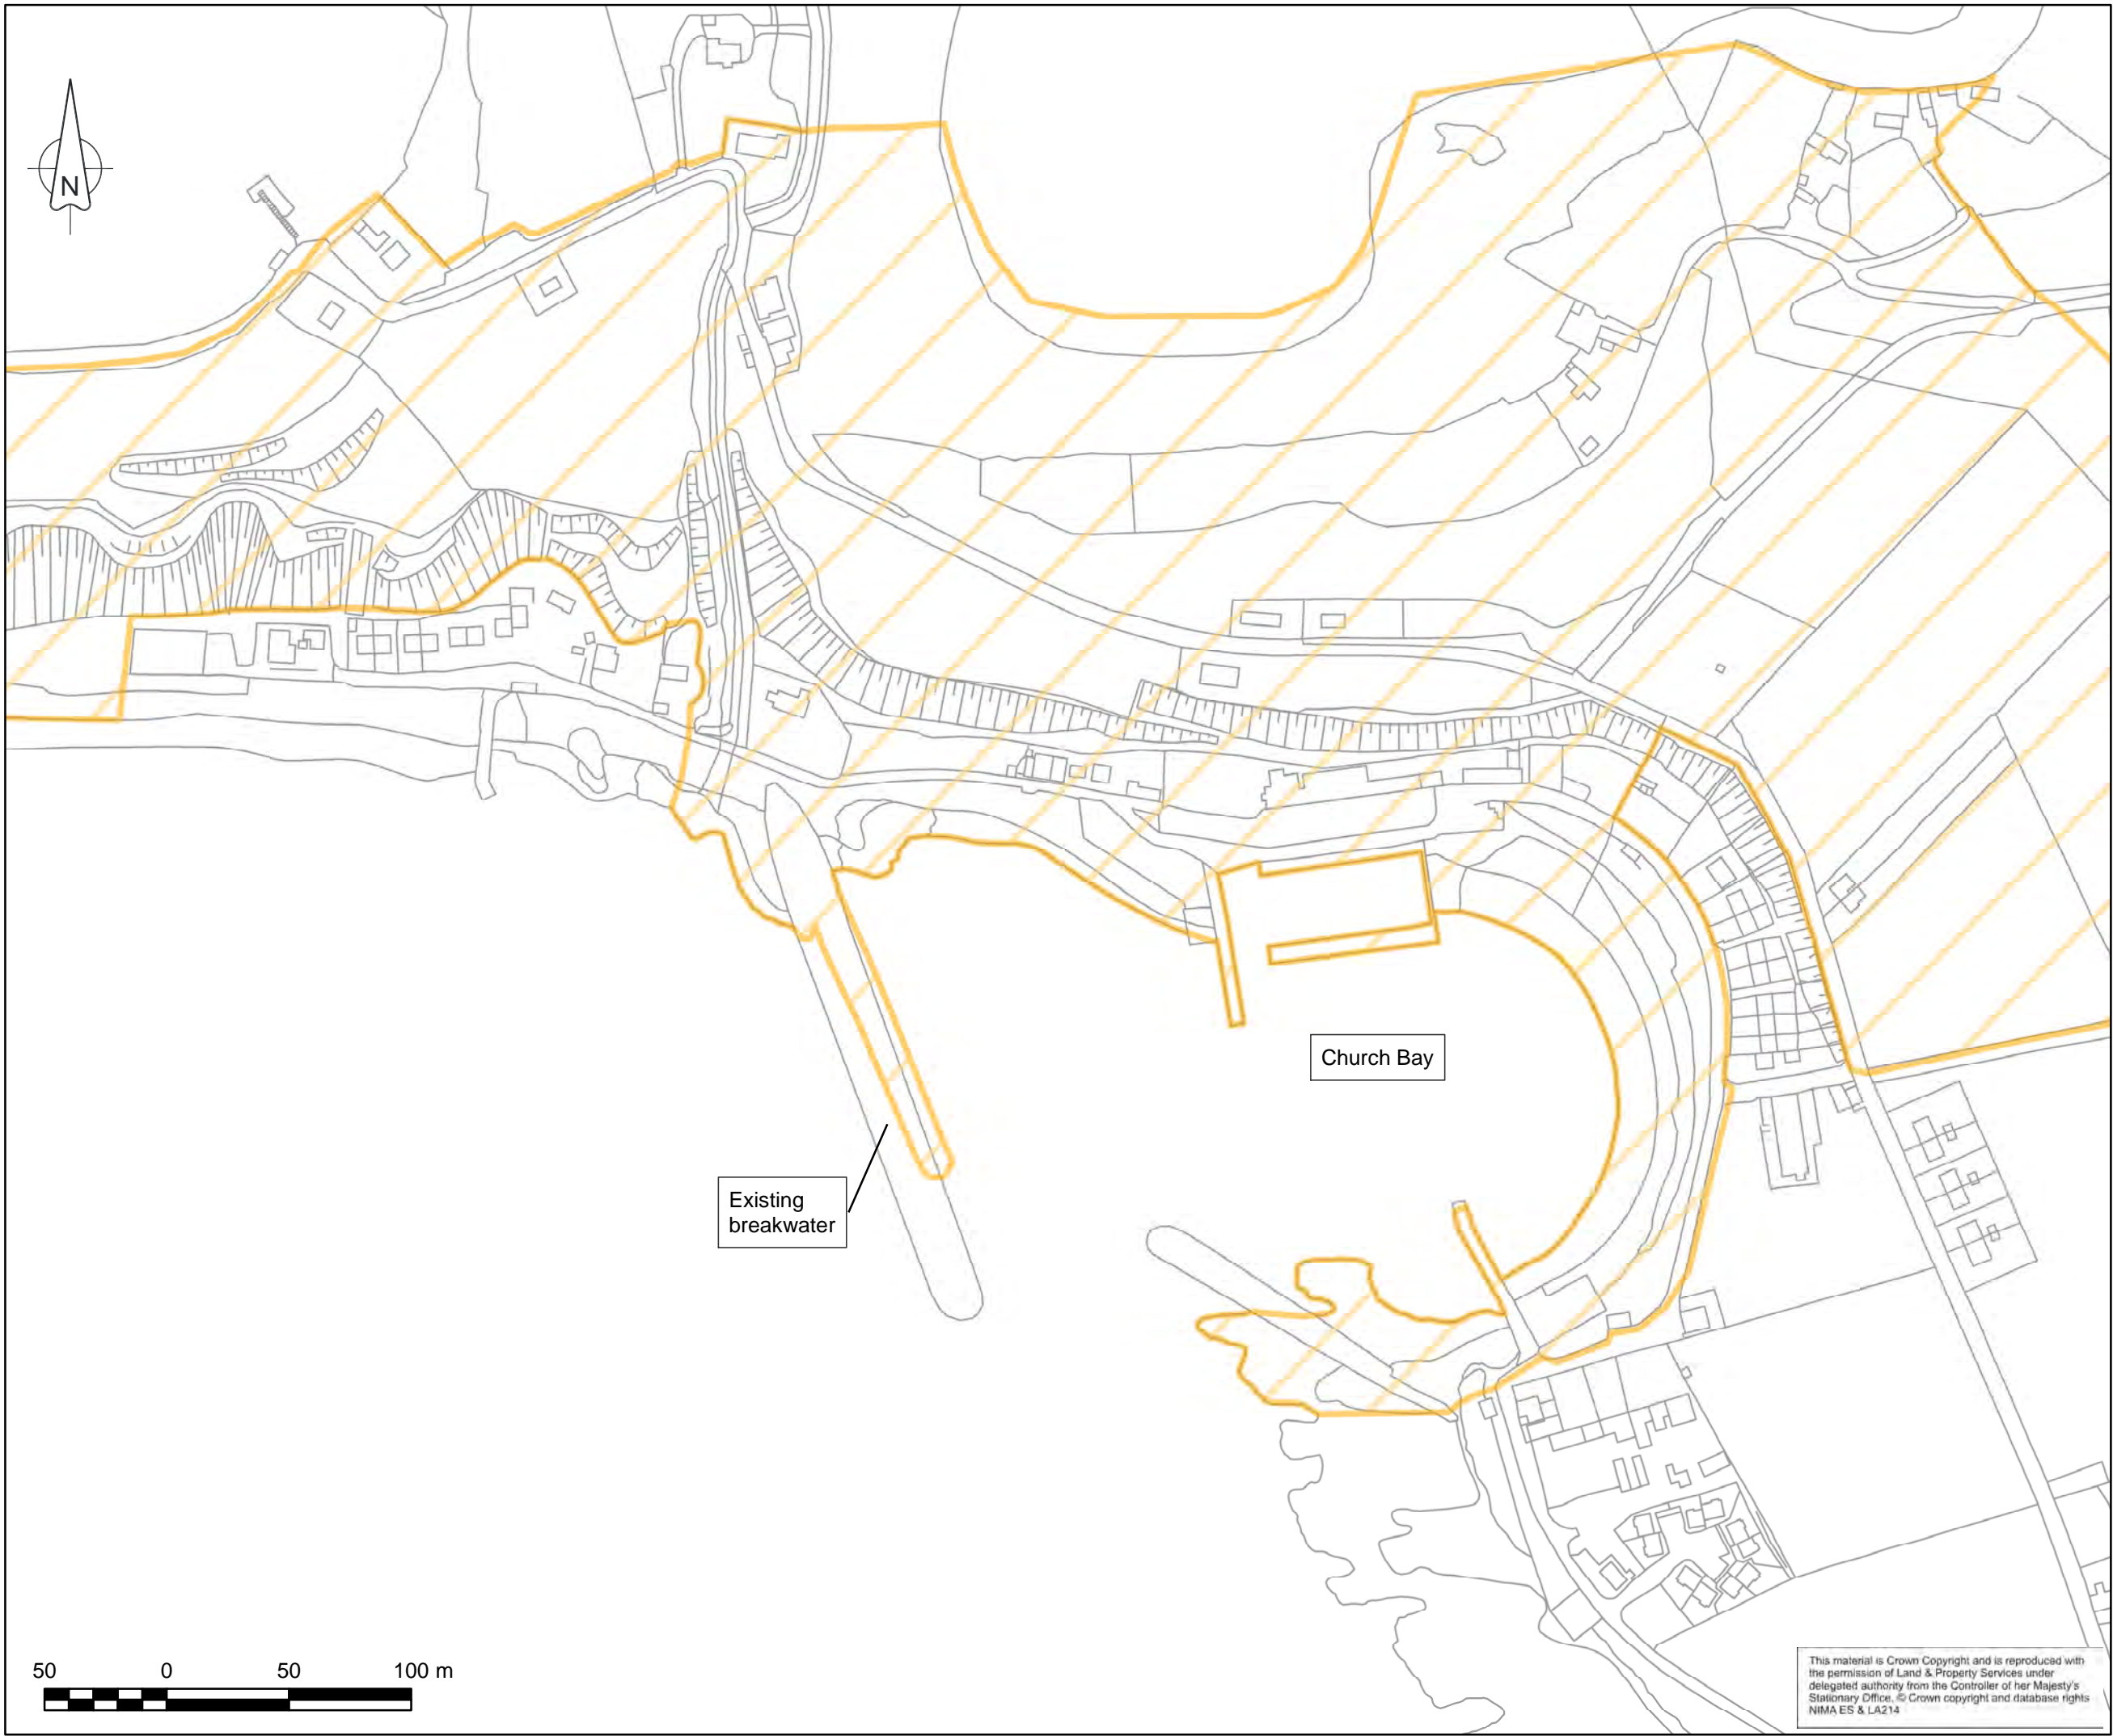 N
Church Bay
Existing
breakwater
50 0 50 100 m
This material is Crown Copyright and is reproduced with
the permission of Land & Property Services under
delegated authority from the Controller of her Majesty's
Stationary Office, © Crown copyright and database rights
NIMA ES & LA214